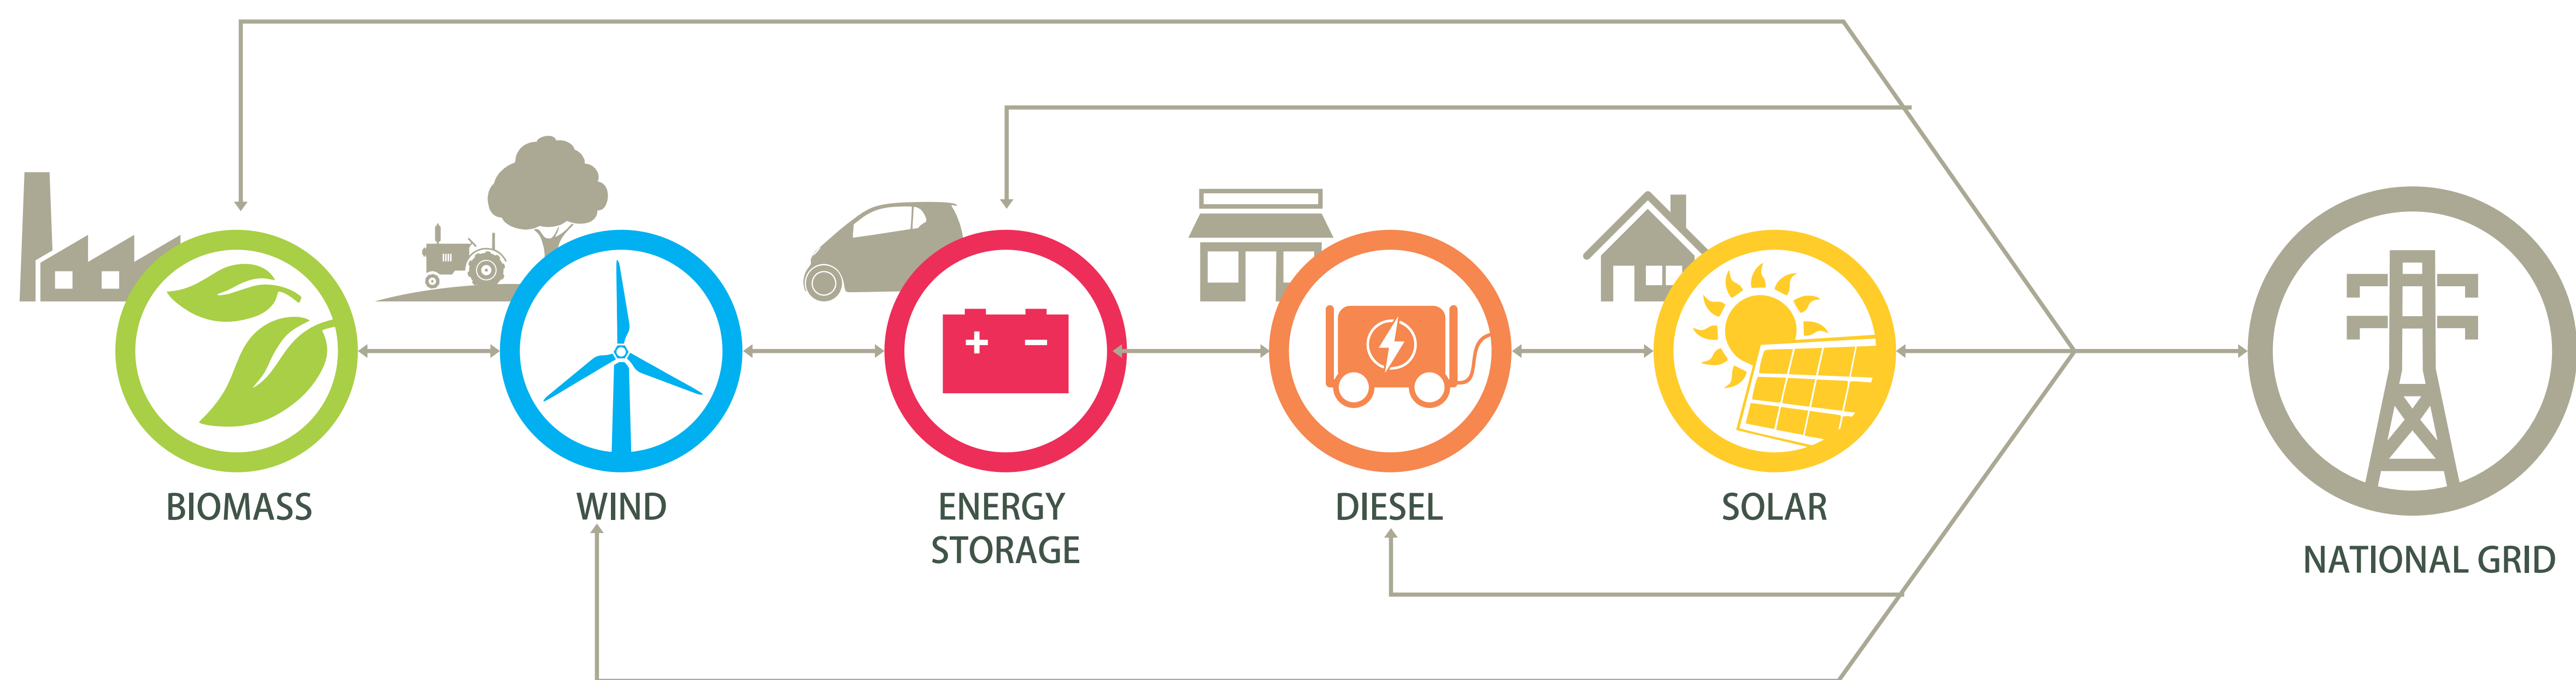 BIOMASS
WIND
ENERGY
STORAGE
DIESEL
SOLAR
NATIONAL GRID